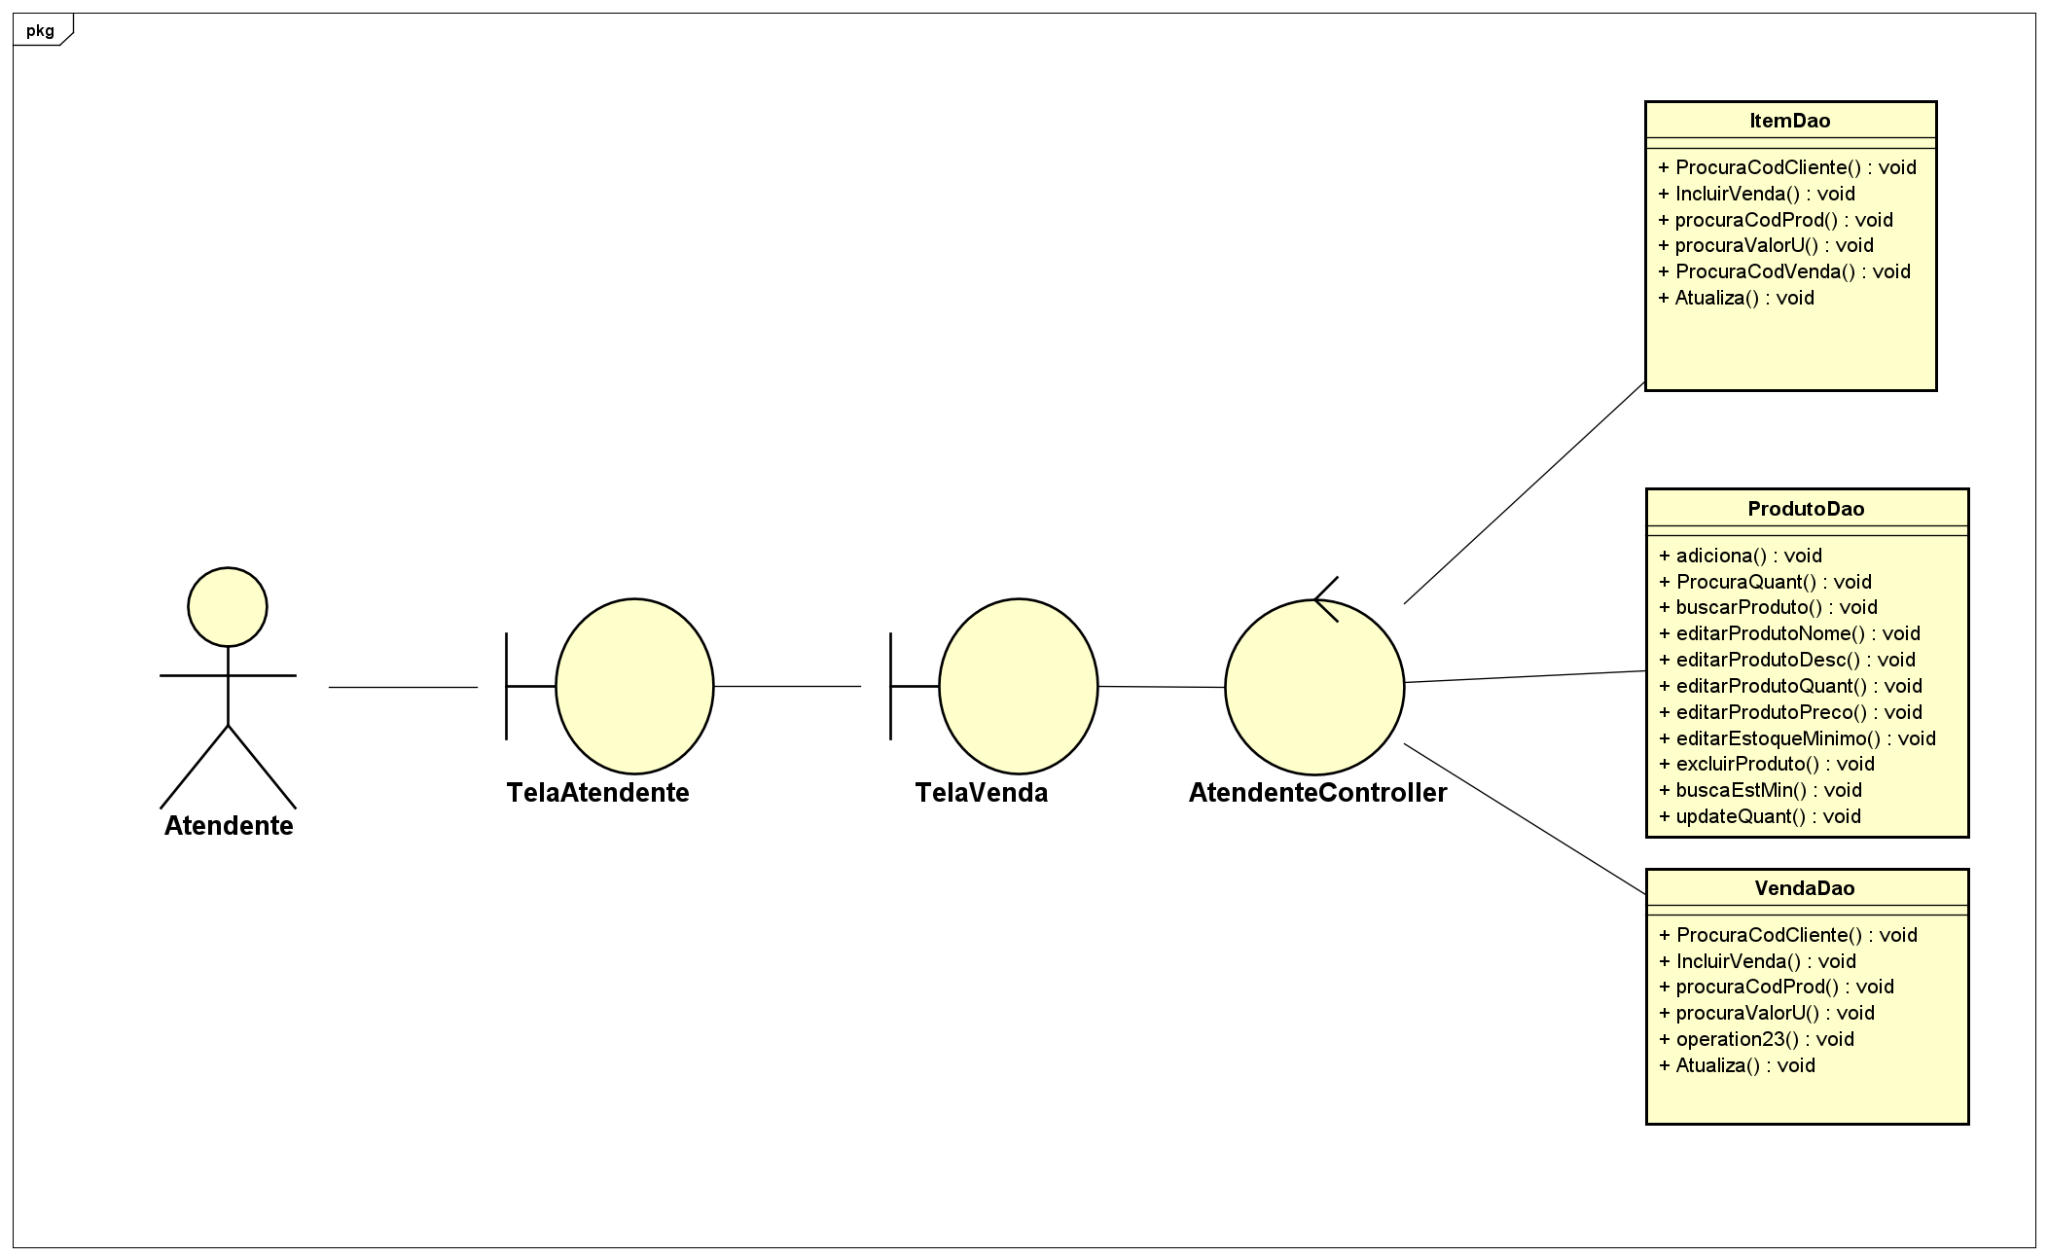 pkg
ItemDao
+ ProcuraCodCliente() : void
+ IncluirVenda() : void
+ procuraCodProd() : void
+ procuraValorU() : void
+ ProcuraCodVenda() : void
+ Atualiza() : void
ProdutoDao
+ adiciona() : void
+ ProcuraQuant() : void
+ buscarProduto() : void
+ editarProdutoNome() : void
+ editarProdutoDesc() : void
+ editarProdutoQuant() : void
+ editarProdutoPreco() : void
+ editarEstoqueMinimo() : void
+ excluirProduto() : void
+ buscaEstMin() : void
+ updateQuant() : void
Atendente
TelaAtendente
TelaVenda
AtendenteController
VendaDao
+ ProcuraCodCliente() : void
+ IncluirVenda() : void
+ procuraCodProd() : void
+ procuraValorU() : void
+ operation23() : void
+ Atualiza() : void